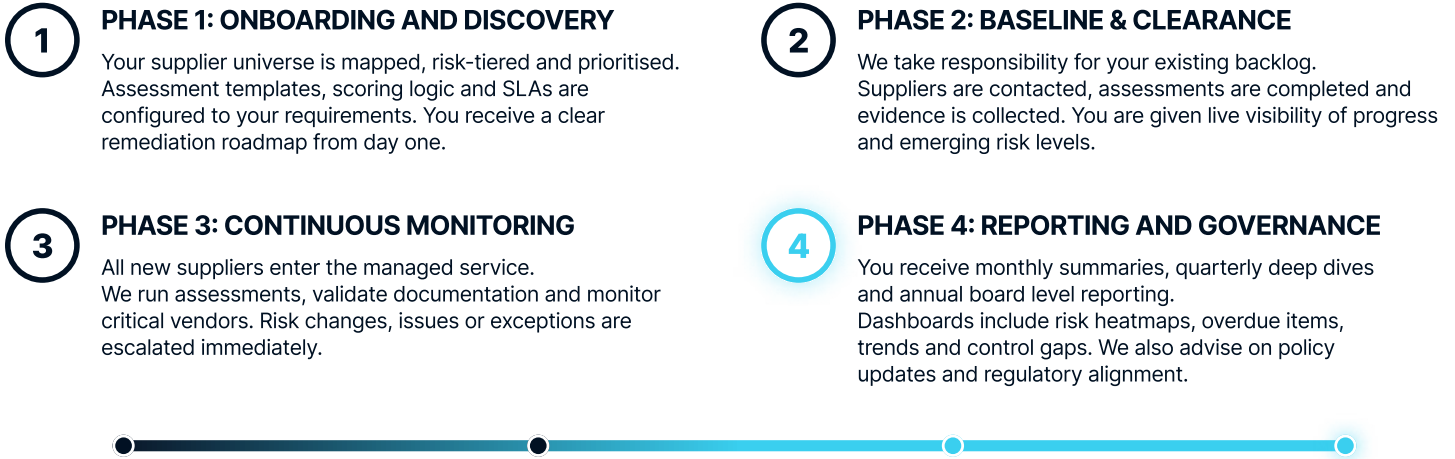 1
PHASE 1: ONBOARDING AND DISCOVERY
Your supplier universe is mapped, risk-tiered and prioritised.
Assessment templates, scoring logic and SLAs are
configured to your requirements. You receive a clear
remediation roadmap from day one.
2
PHASE 2: BASELINE & CLEARANCE
We take responsibility for your existing backlog.
Suppliers are contacted, assessments are completed and
evidence is collected. You are given live visibility of progress
and emerging risk levels.
3
PHASE 3: CONTINUOUS MONITORING
All new suppliers enter the managed service.
We run assessments, validate documentation and monitor
critical vendors. Risk changes, issues or exceptions are
escalated immediately.
4
PHASE 4: REPORTING AND GOVERNANCE
You receive monthly summaries, quarterly deep dives
and annual board level reporting.
Dashboards include risk heatmaps, overdue items,
trends and control gaps. We also advise on policy
updates and regulatory alignment.